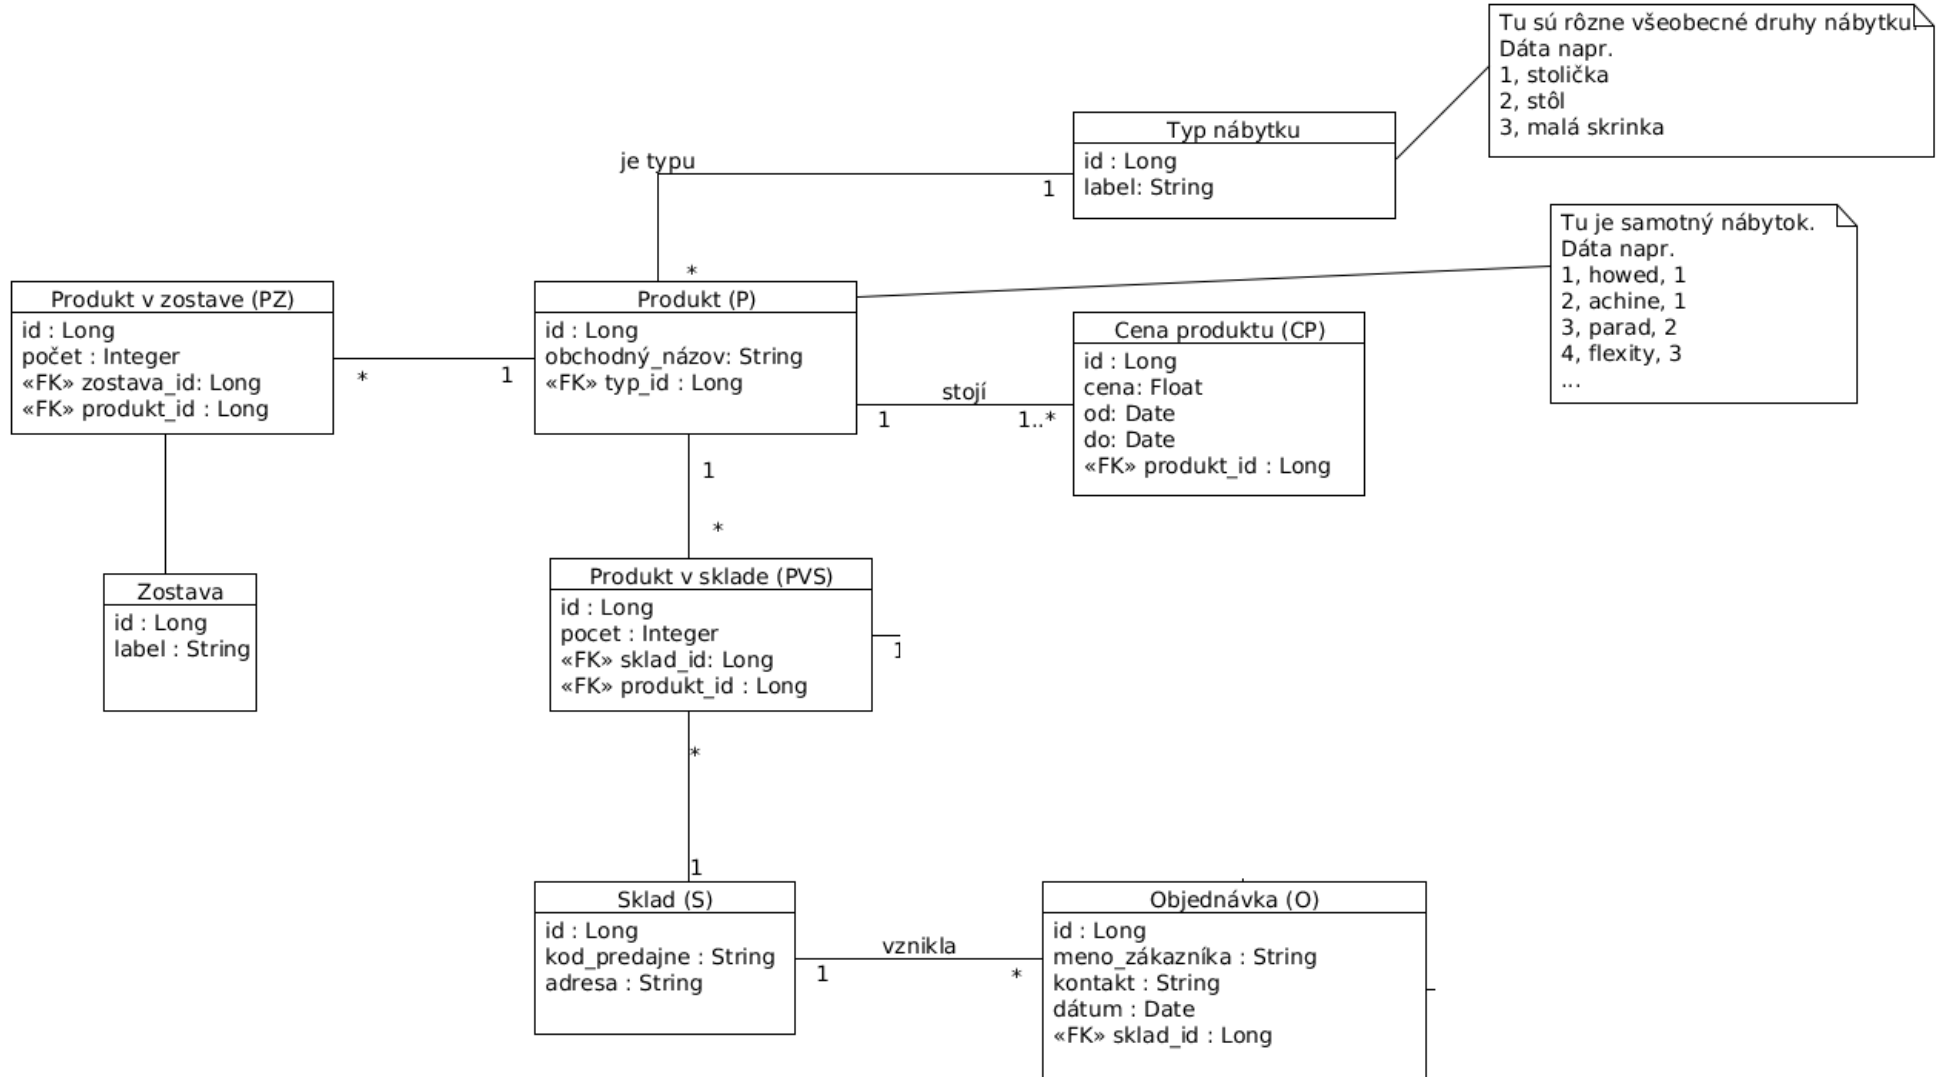 Tu sú rôzne všeobecné druhy nábytku.
Dáta napr.
1, stolička
2, stôl
3, malá skrinka
Typ nábytku
id : Long
label: String
je typu
1
*
Tu je samotný nábytok.
Dáta napr.
1, howed, 1
2, achine, 1
3, parad, 2
4, flexity, 3
...
Produkt v zostave (PZ)
id : Long
počet : Integer
«FK» zostava_id: Long
«FK» produkt_id : Long
*
1
Produkt (P)
id : Long
obchodný_názov: String
«FK» typ_id : Long
stojí
1
1..*
Cena produktu (CP)
id : Long
cena: Float
od: Date
do: Date
«FK» produkt_id : Long
1
*
Zostava
id : Long
label : String
Produkt v sklade (PVS)
id : Long
pocet : Integer
«FK» sklad_id: Long
«FK» produkt_id : Long
1
*
1
Sklad (S)
id : Long
kod_predajne : String
adresa : String
vznikla
1
*
Objednávka (O)
id : Long
meno_zákazníka : String
kontakt : String
dátum : Date
«FK» sklad_id : Long